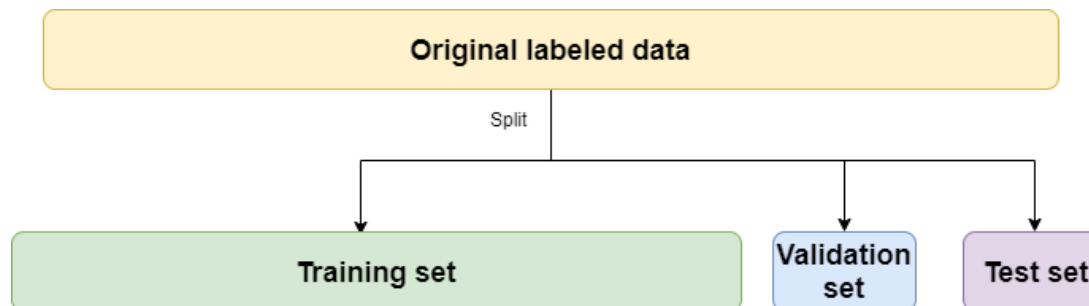 Original labeled data
Split
Training set
Validation
set
Test set